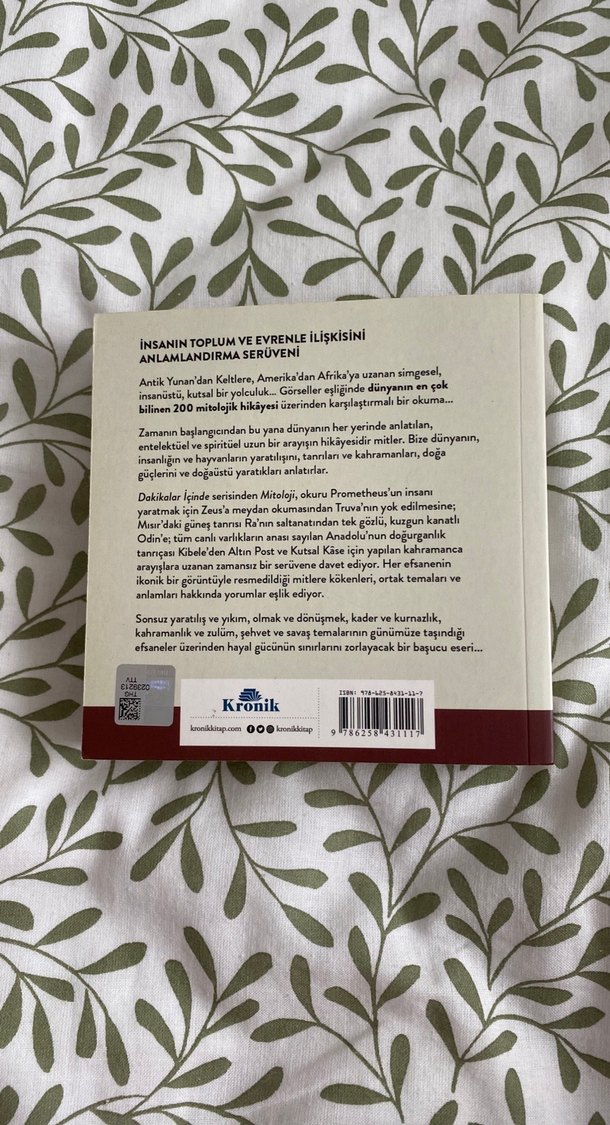 İNSANIN TOPLUM VE EVRENLE İLİŞKİSİNİ
ANLAMLANDIRMA SERÜVENİ
Antik Yunan'dan Keltlere, Amerika'dan Afrika'ya uzanan simgesel,
insanüstü, kutsal bir yolculuk... Görseller eşliğinde dünyanın en çok
bilinen 200 mitolojik hikâyesi üzerinden karşılaştırmalı bir okuma...
Zamanın başlangıcından bu yana dünyanın her yerinde anlatılan,
entelektüel ve spiritüel uzun bir arayışın hikâyesidir mitler. Bize dünyanın,
insanlığın ve hayvanların yaratılışını, tanrıları ve kahramanları, doğa
güçlerini ve doğaüstü yaratıkları anlatırlar.
Dakikalar İçinde serisinden Mitoloji, okuru Prometheus'un insanı
yaratmak için Zeus'a meydan okumasından Truva'nın yok edilmesine;
Mısır'daki güneş tanrısı Ra'nın saltanatından tek gözlü, kuzgun kanatlı
Odin'e; tüm canlı varlıkların anası sayılan Anadolu'nun doğurganlık
tanrıçası Kibele'den Altın Post ve Kutsal Kâse için yapılan kahramanca
arayışlara uzanan zamansız bir serüvene davet ediyor. Her efsanenin
ikonik bir görüntüyle resmedildiği mitlere kökenleri, ortak temaları ve
anlamları hakkında yorumlar eşlik ediyor.
Sonsuz yaratılış ve yıkım, olmak ve dönüşmek, kader ve kurnazlık,
kahramanlık ve zulüm, şehvet ve savaş temalarının günümüze taşındığı
efsaneler üzerinden hayal gücünün sınırlarını zorlayacak bir başucu eseri...
THG
0239213
TTV
Kronik
kronikkitap.com kronikkitap
ISBN: 978-625-8431-11-7
9 786258 431117